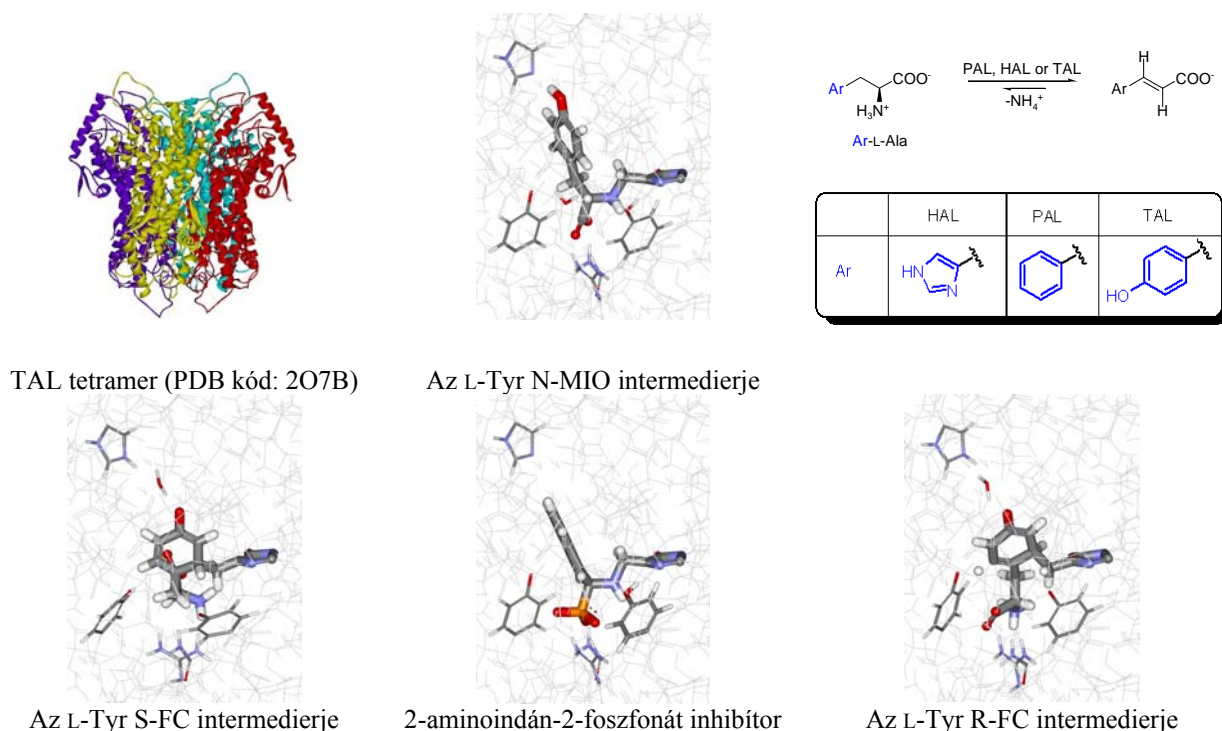 COO⁻
Ar
H₃N⁺
Ar-L-Ala
PAL, HAL or TAL
-NH₄⁺
H
COO⁻
Ar
H
HAL PAL TAL
Ar
HN
N
HO
TAL tetramer (PDB kód: 2O7B)
Az L-Tyr N-MIO intermedierje
Az L-Tyr S-FC intermedierje
2-aminoindán-2-foszfonát inhibítor
Az L-Tyr R-FC intermedierje